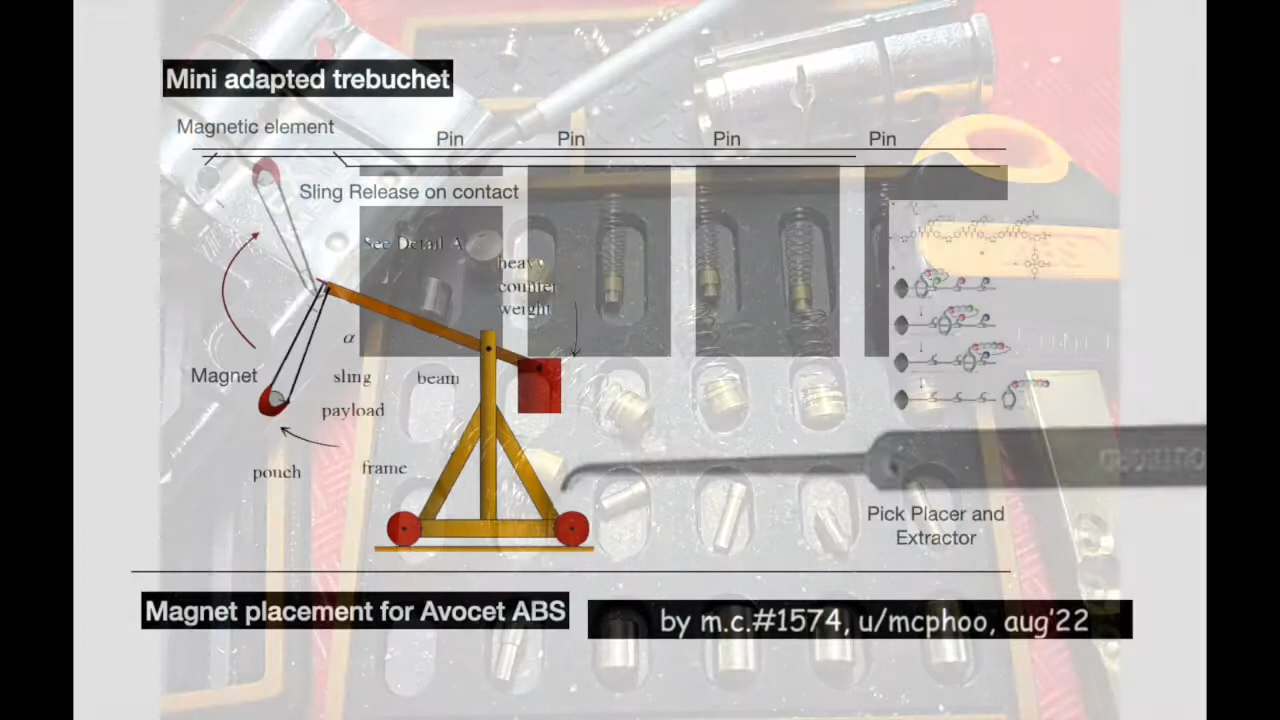 Mini adapted trebuchet
Magnetic element
Pin
Pin
Pin
Pin
Sling Release on contact
See Detail A
heavy
counter
weight
α
Magnet
sling
beam
payload
pouch
frame
Pick Placer and
Extractor
Magnet placement for Avocet ABS
by m.c.#1574, u/mcphoo, aug'22